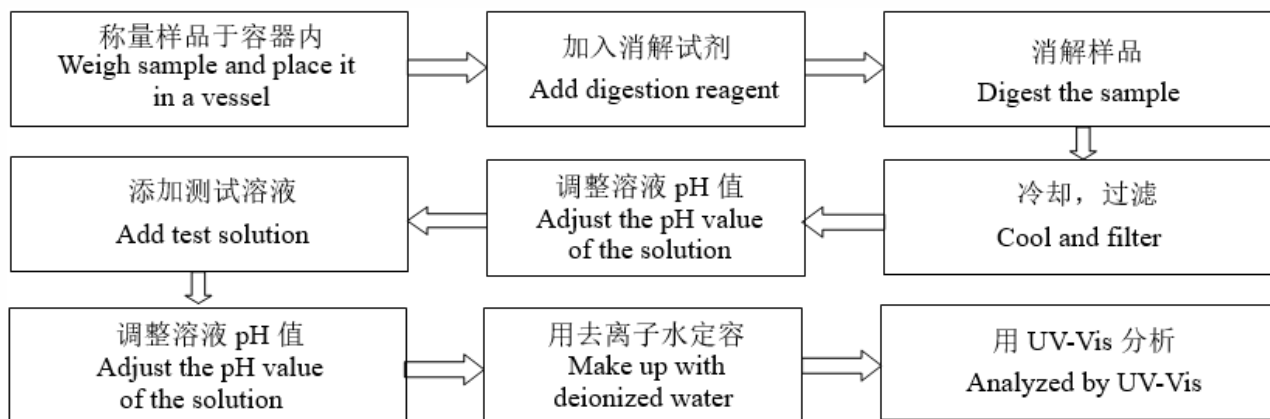 称量样品于容器内
Weigh sample and place it
in a vessel
加入消解试剂
Add digestion reagent
消解样品
Digest the sample
冷却，过滤
Cool and filter
调整溶液 pH 值
Adjust the pH value
of the solution
添加测试溶液
Add test solution
调整溶液 pH 值
Adjust the pH value
of the solution
用去离子水定容
Make up with
deionized water
用 UV-Vis 分析
Analyzed by UV-Vis